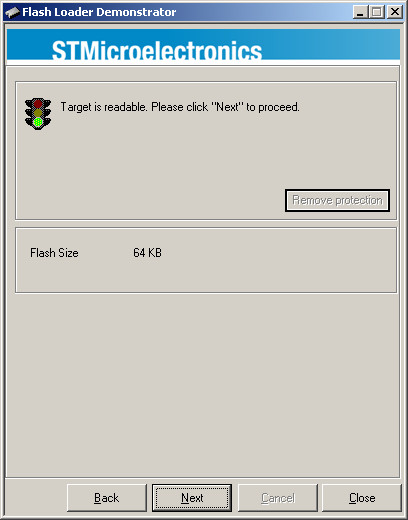 Flash Loader Demonstrator
STMicroelectronics
Target is readable. Please click "Next" to proceed.
Remove protection
Flash Size 64 KB
Back Next Cancel Close